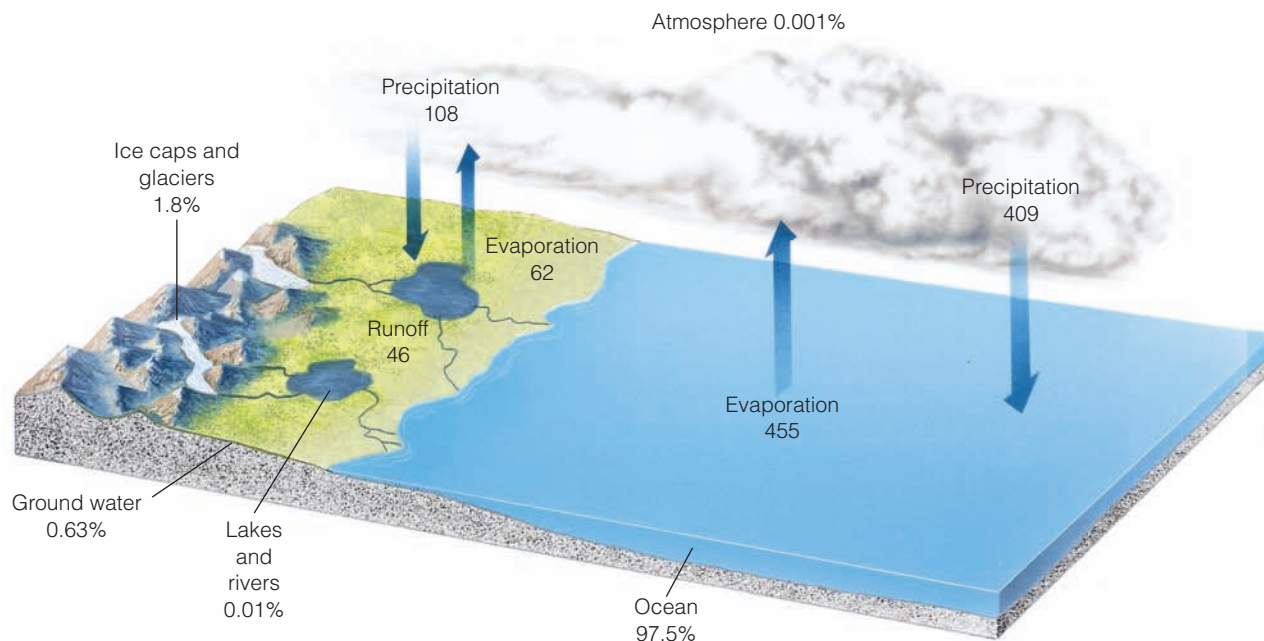 Atmosphere 0.001%
Precipitation
108
Ice caps and
glaciers
1.8%
Precipitation
409
Evaporation
62
Runoff
46
Evaporation
455
Ground water
0.63%
Lakes
and
rivers
0.01%
Ocean
97.5%